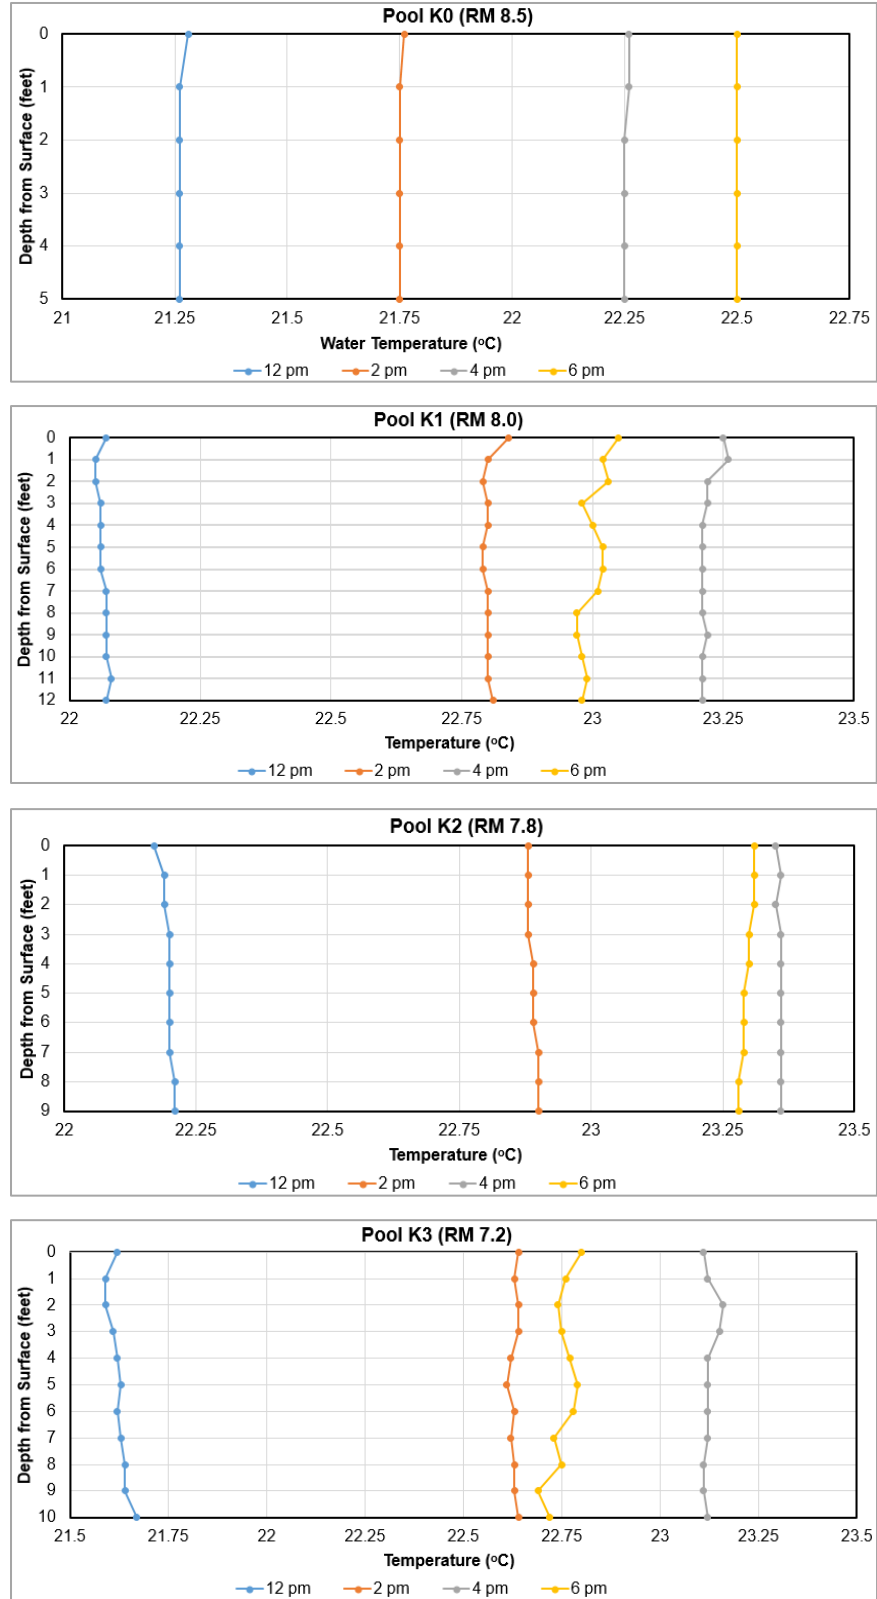 Pool K0 (RM 8.5)
Depth from Surface (feet)
0
1
2
3
4
5
21 21.25 21.5 21.75 22 22.25 22.5 22.75
Water Temperature (oC)
12 pm 2 pm 4 pm 6 pm
Pool K1 (RM 8.0)
Depth from Surface (feet)
0
1
2
3
4
5
6
7
8
9
10
11
12
22 22.25 22.5 22.75 23 23.25 23.5
Temperature (oC)
12 pm 2 pm 4 pm 6 pm
Pool K2 (RM 7.8)
Depth from Surface (feet)
0
1
2
3
4
5
6
7
8
9
22 22.25 22.5 22.75 23 23.25 23.5
Temperature (oC)
12 pm 2 pm 4 pm 6 pm
Pool K3 (RM 7.2)
Depth from Surface (feet)
0
1
2
3
4
5
6
7
8
9
10
21.5 21.75 22 22.25 22.5 22.75 23 23.25 23.5
Temperature (oC)
12 pm 2 pm 4 pm 6 pm